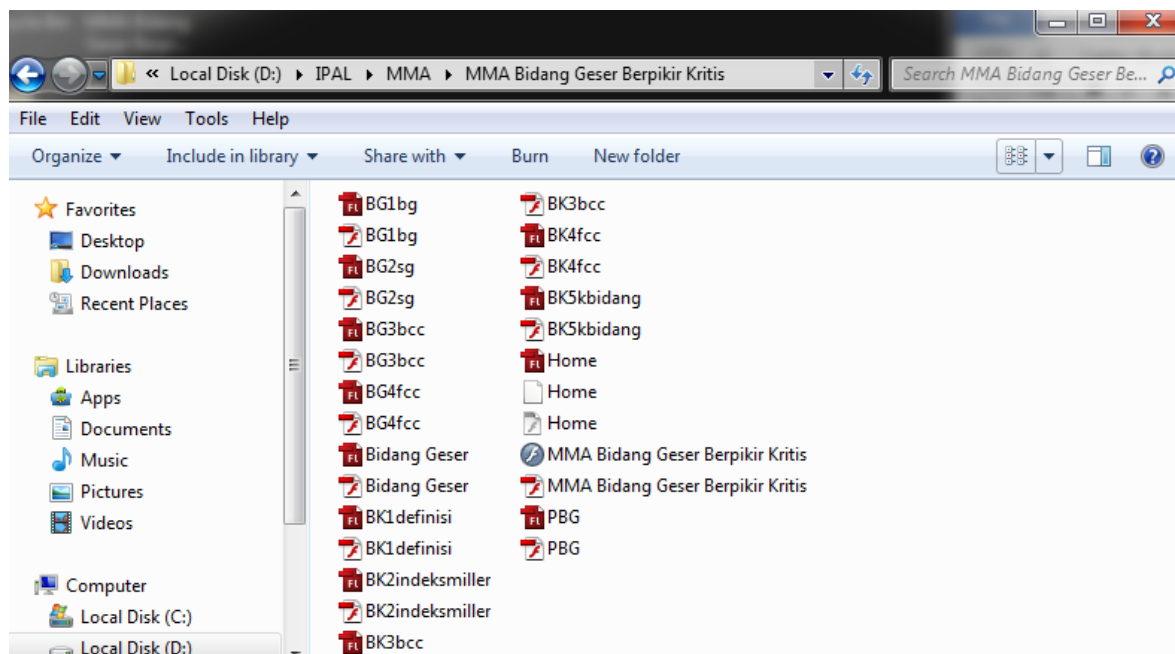 « Local Disk (D:) ▸ IPAL ▸ MMA ▸ MMA Bidang Geser Berpikir Kritis
Search MMA Bidang Geser Be...
File Edit View Tools Help
Organize Include in library Share with Burn New folder
Favorites
Desktop
Downloads
Recent Places
Libraries
Apps
Documents
Music
Pictures
Videos
Computer
Local Disk (C:)
Local Disk (D:)
BG1bg
BG1bg
BG2sg
BG2sg
BG3bcc
BG3bcc
BG4fcc
BG4fcc
Bidang Geser
Bidang Geser
BK1definisi
BK1definisi
BK2indeksmiller
BK2indeksmiller
BK3bcc
BK3bcc
BK4fcc
BK4fcc
BK5kbidang
BK5kbidang
Home
Home
Home
MMA Bidang Geser Berpikir Kritis
MMA Bidang Geser Berpikir Kritis
PBG
PBG